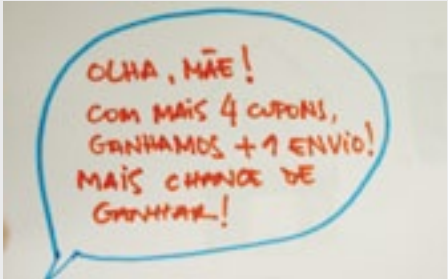 OLHA, MÃE!
COM MAIS 4 CUPONS,
GANHAMOS +1 ENVIO!
MAIS CHANCE DE
GANHAR!